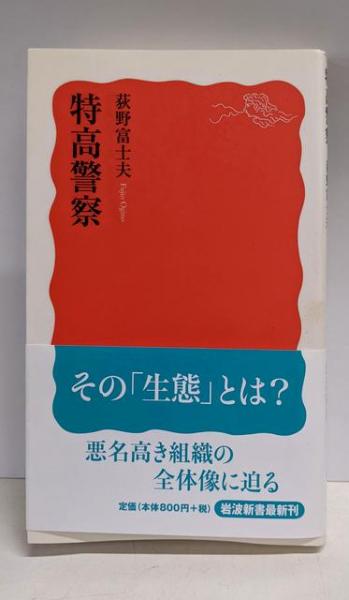 特高警察
荻野富士夫
Fujio Ogino
その「生態」とは?
悪名高き組織の
全体像に迫る
定価(本体800円+税)
岩波新書最新刊